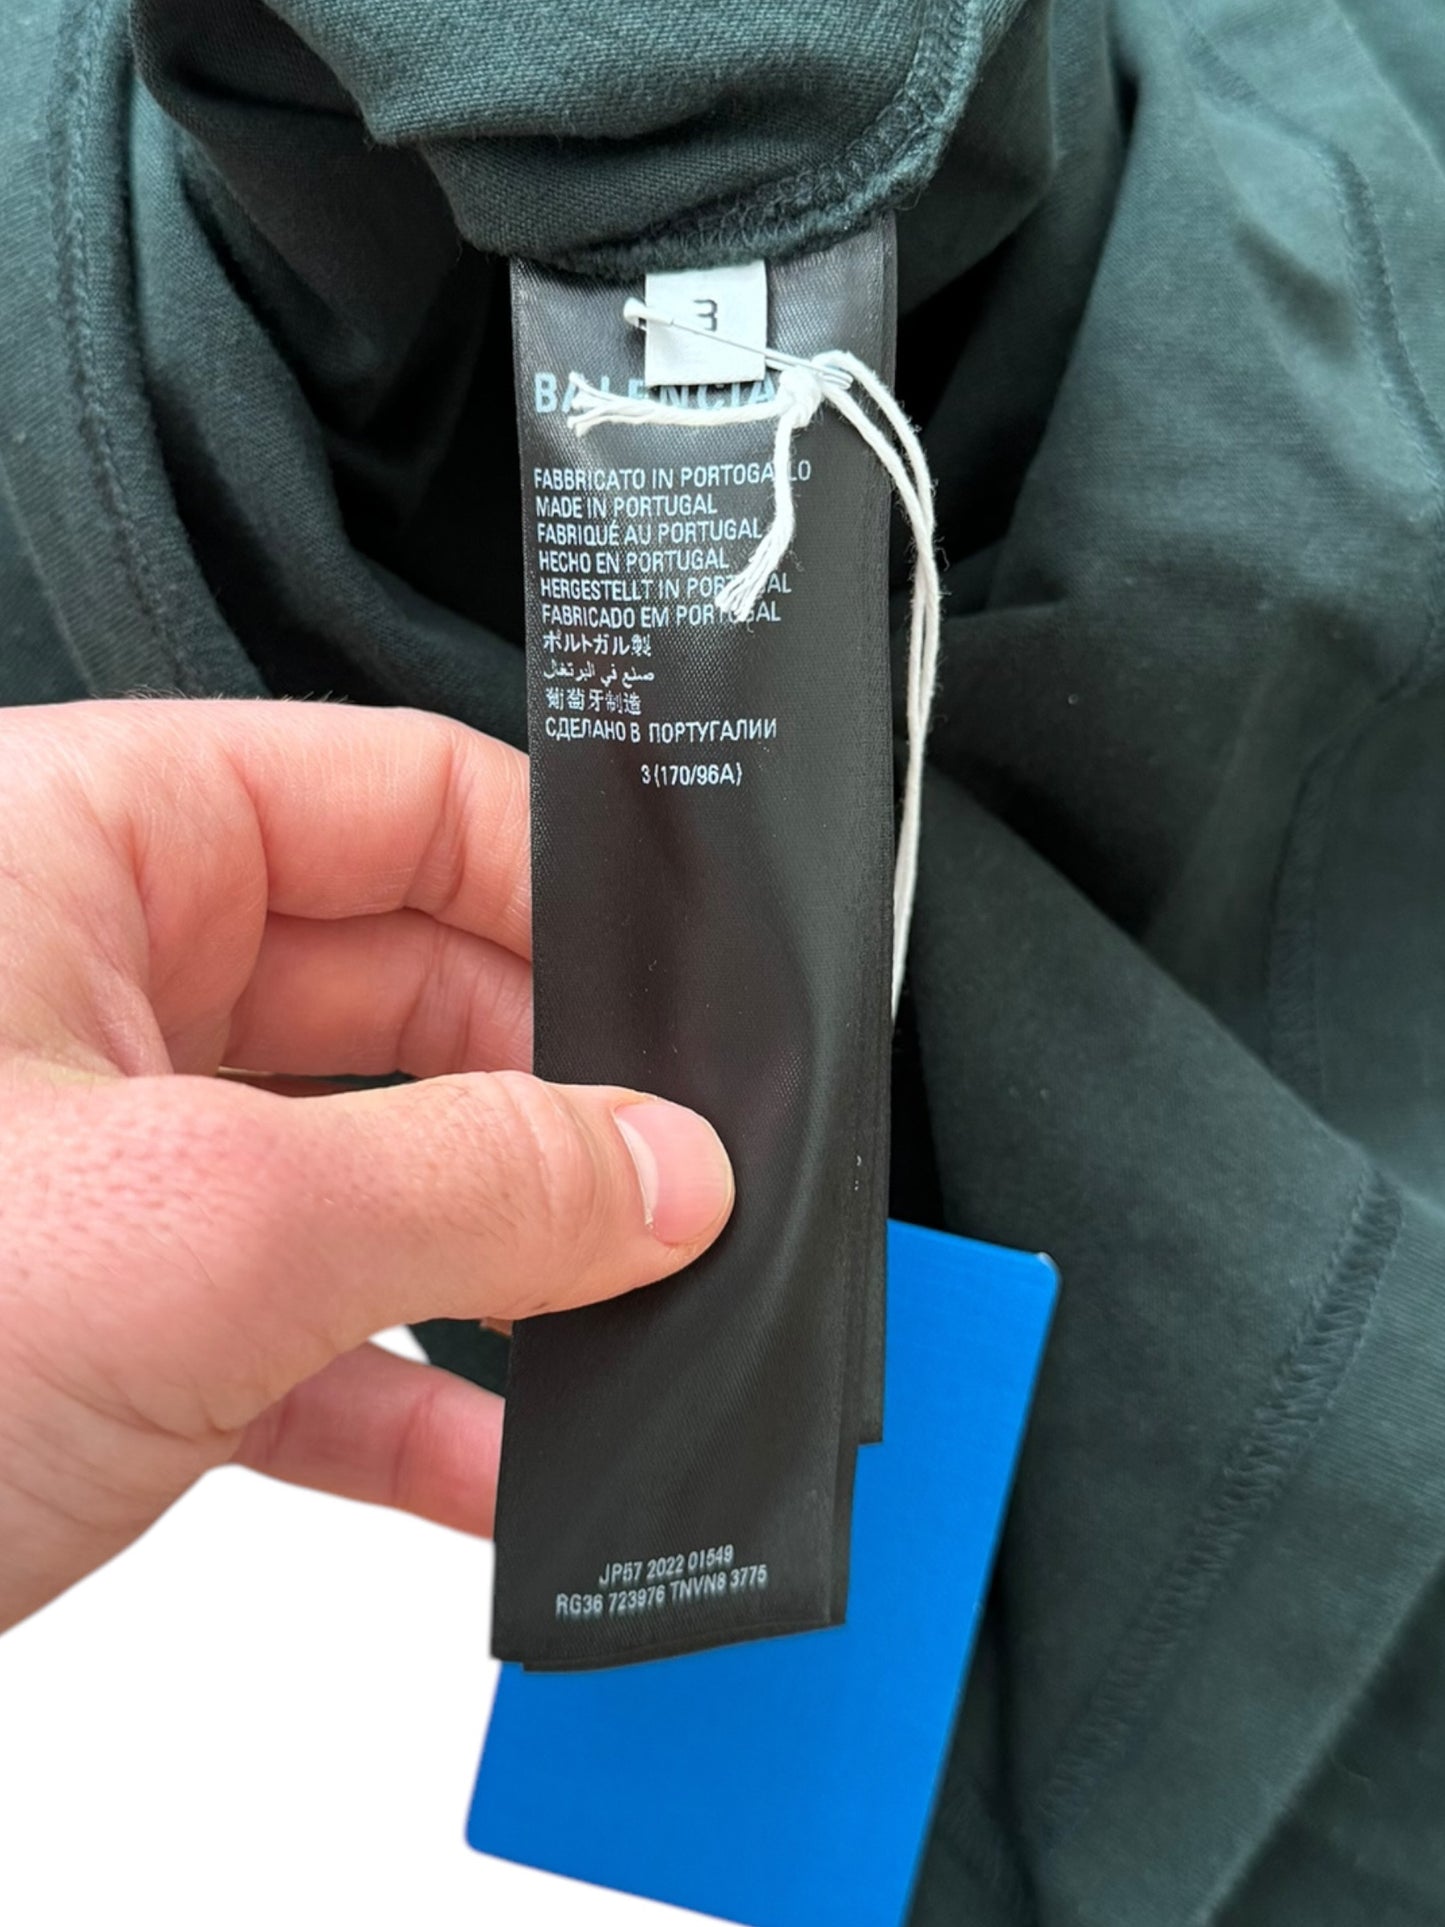 3
BALENCIA
FABBRICATO IN PORTOGALLO
MADE IN PORTUGAL
FABRIQUÉ AU PORTUGAL
HECHO EN PORTUGAL
HERGESTELLT IN PORTUGAL
FABRICADO EM PORTUGAL
ポルトガル製
صنع في البرتغال
葡萄牙制造
СДЕЛАНО В ПОРТУГАЛИИ
3 (170/96A)
JP57 2022 01549
RG36 723976 TNVN8 3775